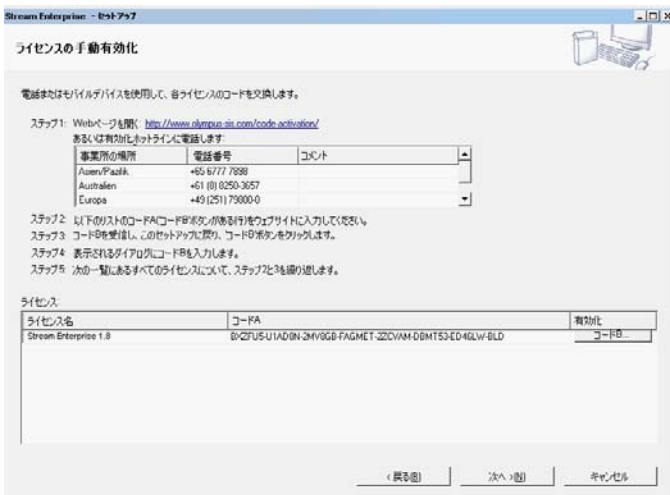 Stream Enterprise - セットアップ
ライセンスの手動有効化
電話またはモバイルデバイスを使用して、各ライセンスのコードを交換します。
ステップ1: Webページを開く: http://www.olympus-sis.com/code-activation/
あるいは有効化ホットラインに電話します:
事業所の場所 電話番号 コメント
Asien/Pazifik +65 6777 7898
Australien +61 (0) 8250-3657
Europa +49 (251) 79800-0
ステップ2: 以下のリストのコードA(「コードB」ボタンがある行)をウェブサイトに入力してください。
ステップ3: コードBを受信し、このセットアップに戻り、「コードB」ボタンをクリックします。
ステップ4: 表示されるダイアログにコードBを入力します。
ステップ5: 次の一覧にあるすべてのライセンスについて、ステップ2と3を繰り返します。
ライセンス:
ライセンス名 コードA 有効化
Stream Enterprise 1.8 コードB...
< 戻る(B) 次へ >(N) キャンセル